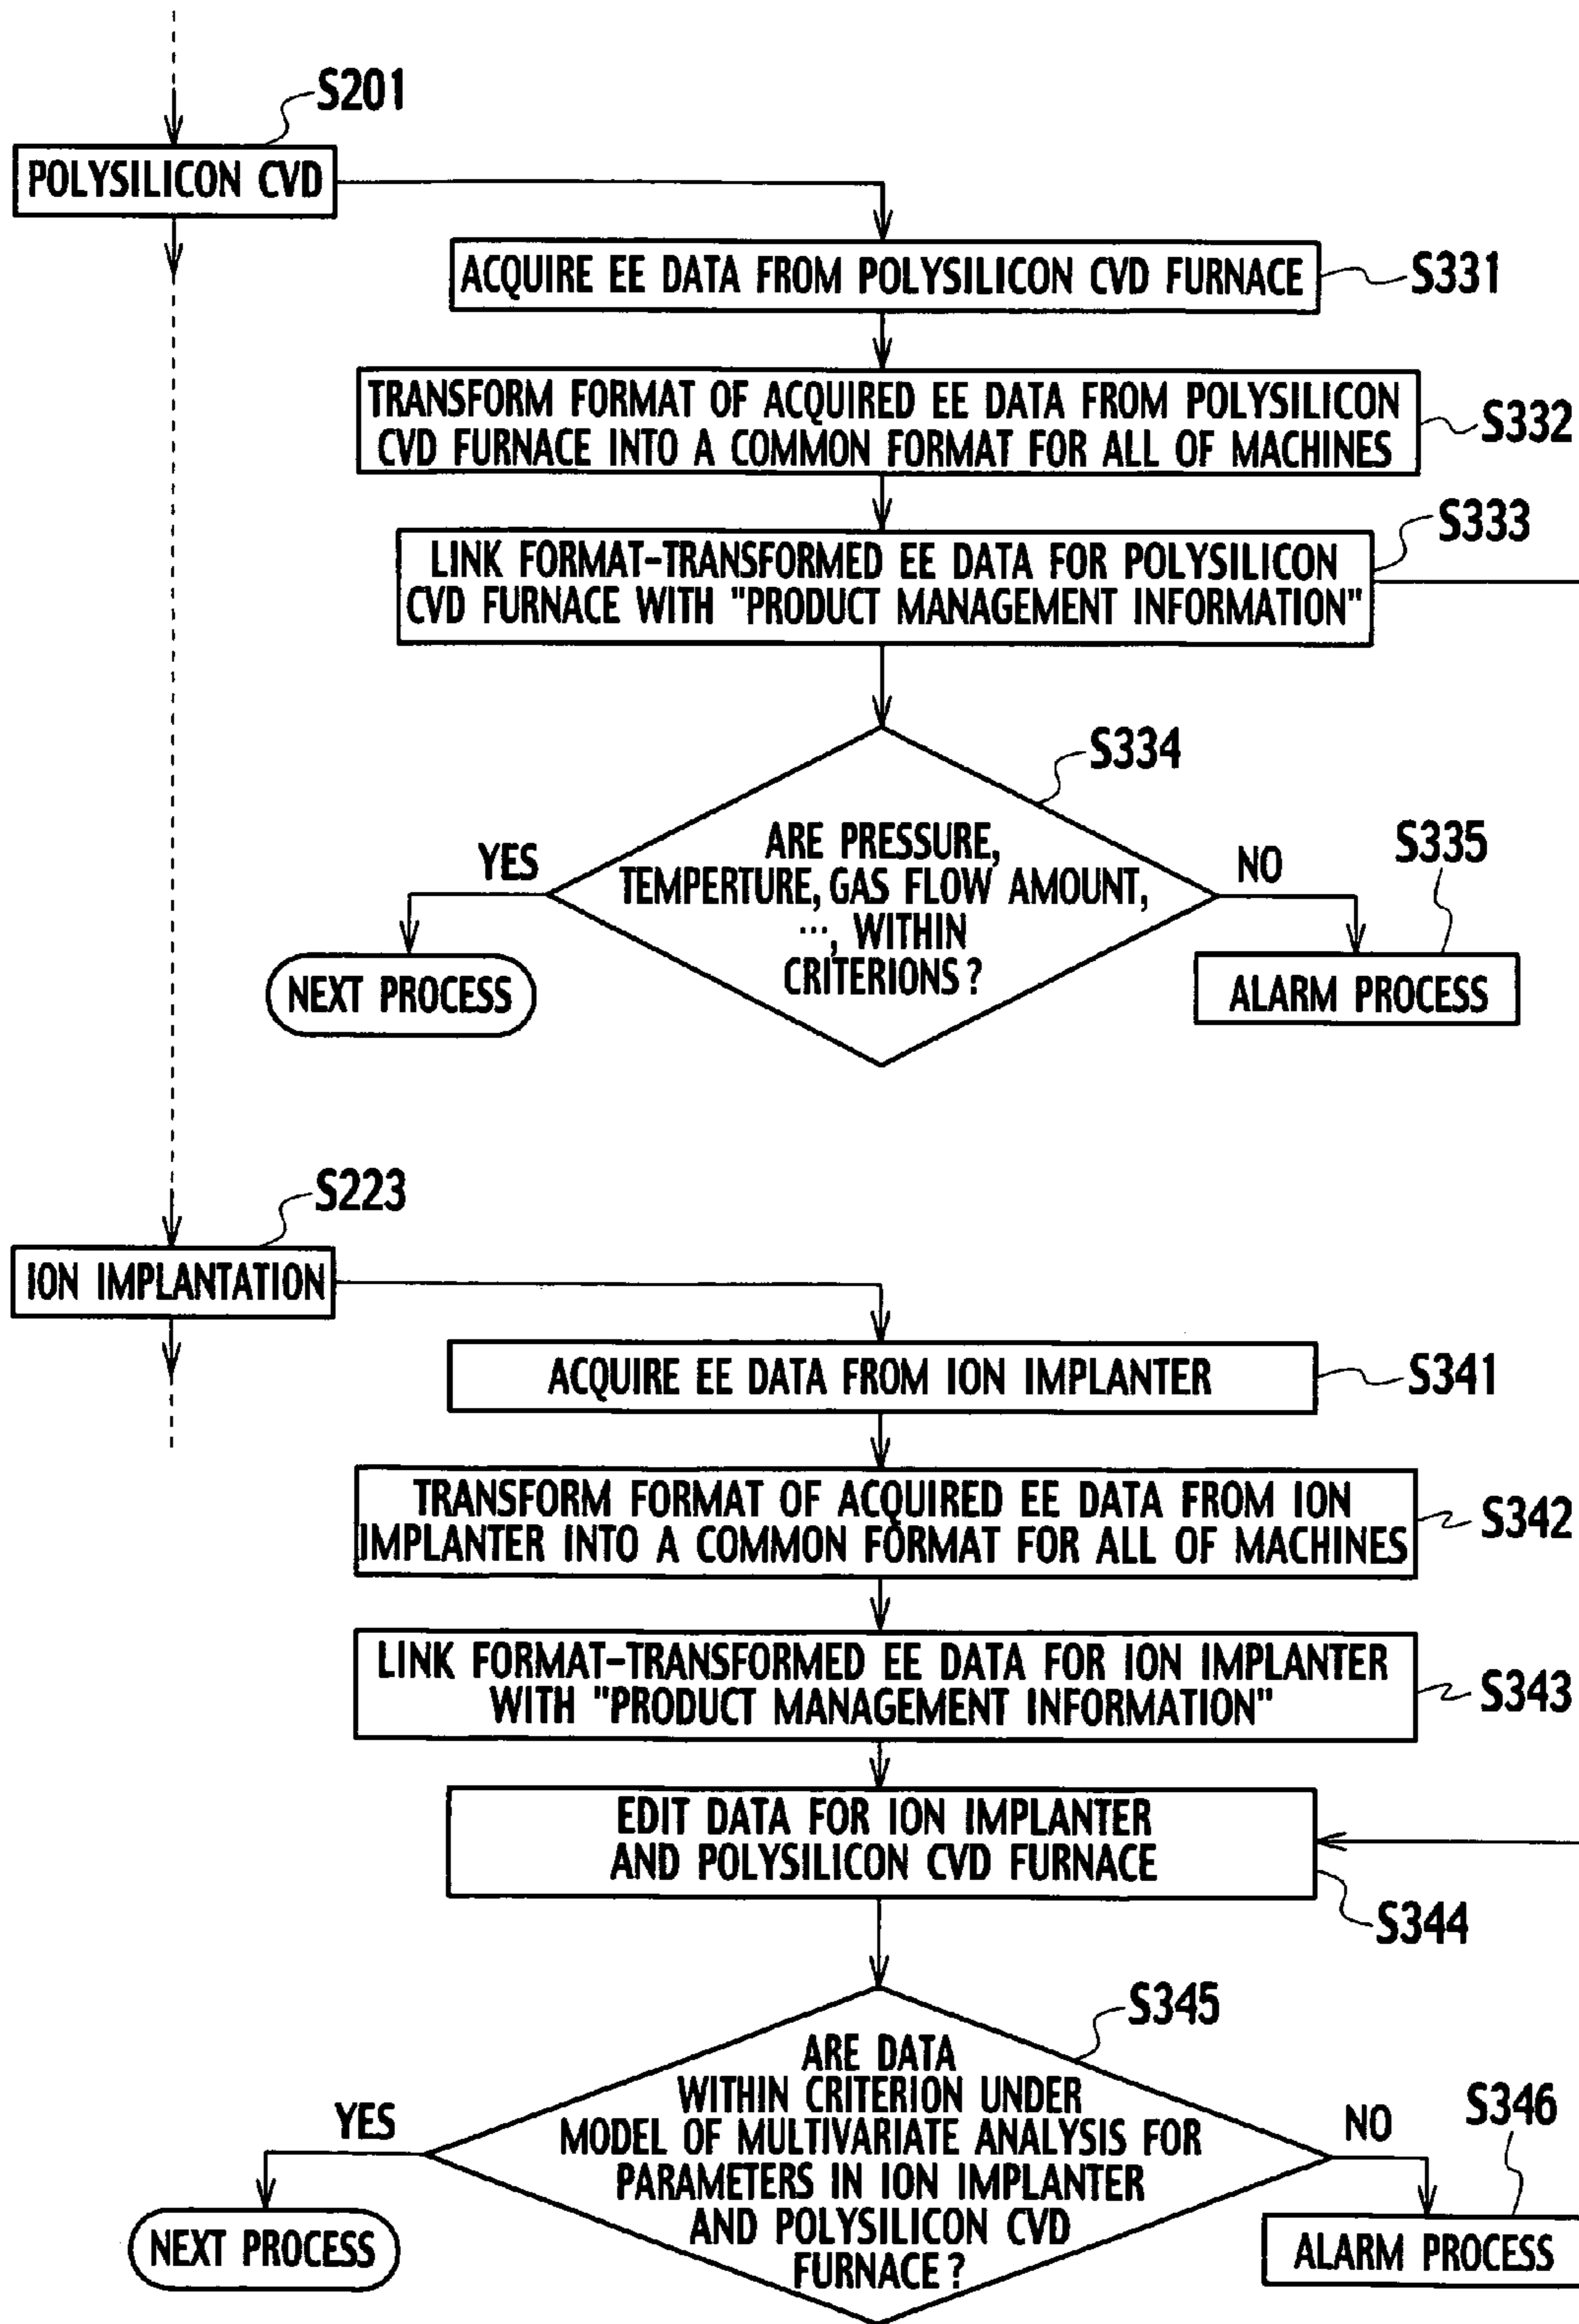 S201
POLYSILICON CVD
ACQUIRE EE DATA FROM POLYSILICON CVD FURNACE
S331
TRANSFORM FORMAT OF ACQUIRED EE DATA FROM POLYSILICON
CVD FURNACE INTO A COMMON FORMAT FOR ALL OF MACHINES
S332
LINK FORMAT-TRANSFORMED EE DATA FOR POLYSILICON
CVD FURNACE WITH "PRODUCT MANAGEMENT INFORMATION"
S333
S334
ARE PRESSURE,
TEMPERTURE, GAS FLOW AMOUNT,
…, WITHIN
CRITERIONS?
YES
NEXT PROCESS
NO
S335
ALARM PROCESS
S223
ION IMPLANTATION
ACQUIRE EE DATA FROM ION IMPLANTER
S341
TRANSFORM FORMAT OF ACQUIRED EE DATA FROM ION
IMPLANTER INTO A COMMON FORMAT FOR ALL OF MACHINES
S342
LINK FORMAT-TRANSFORMED EE DATA FOR ION IMPLANTER
WITH "PRODUCT MANAGEMENT INFORMATION"
S343
EDIT DATA FOR ION IMPLANTER
AND POLYSILICON CVD FURNACE
S344
S345
ARE DATA
WITHIN CRITERION UNDER
MODEL OF MULTIVARIATE ANALYSIS FOR
PARAMETERS IN ION IMPLANTER
AND POLYSILICON CVD
FURNACE?
YES
NEXT PROCESS
NO
S346
ALARM PROCESS